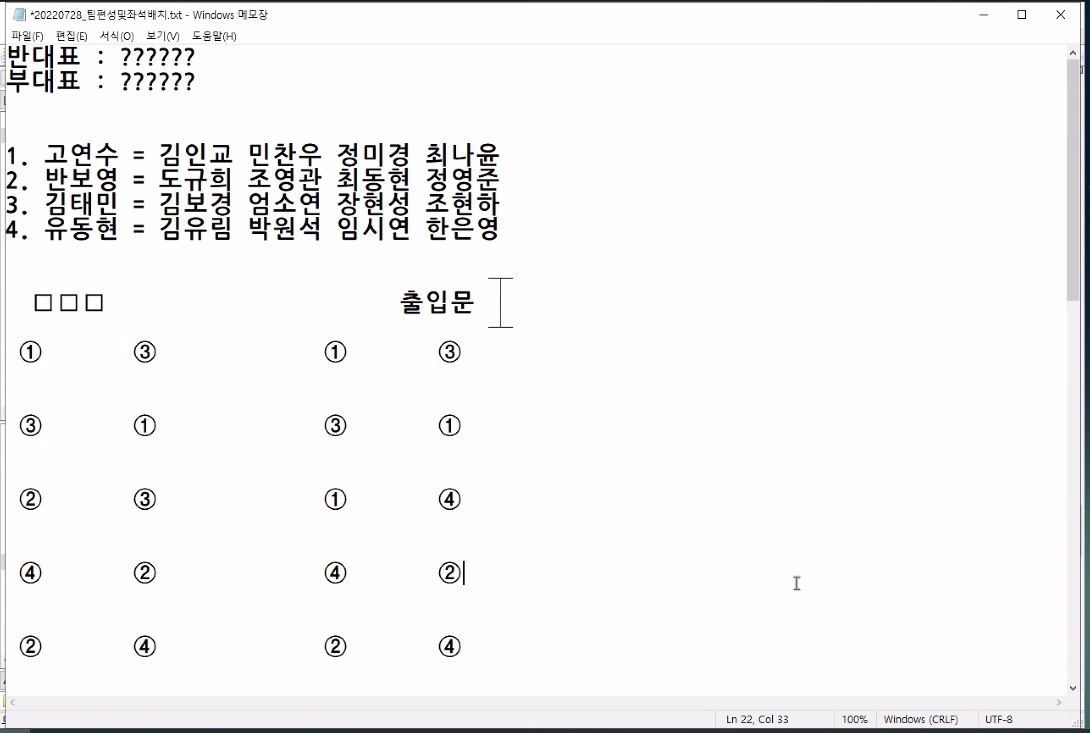 *20220728_팀편성및좌석배치.txt - Windows 메모장
파일(F) 편집(E) 서식(O) 보기(V) 도움말(H)
반대표 : ??????
부대표 : ??????
1. 고연수 = 김인교 민찬우 정미경 최나윤
2. 반보영 = 도규희 조영관 최동현 정영준
3. 김태민 = 김보경 엄소연 장현성 조현하
4. 유동현 = 김유림 박원석 임시연 한은영
□□□ 출입문
① ③ ① ③
③ ① ③ ①
② ③ ① ④
④ ② ④ ②
② ④ ② ④
Ln 22, Col 33 100% Windows (CRLF) UTF-8